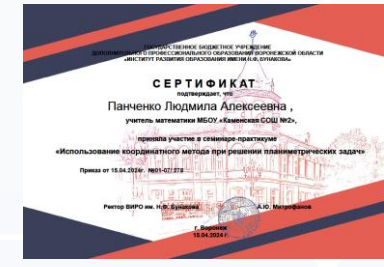 ГОСУДАРСТВЕННОЕ БЮДЖЕТНОЕ УЧРЕЖДЕНИЕ
ДОПОЛНИТЕЛЬНОГО ПРОФЕССИОНАЛЬНОГО ОБРАЗОВАНИЯ ВОРОНЕЖСКОЙ ОБЛАСТИ
«ИНСТИТУТ РАЗВИТИЯ ОБРАЗОВАНИЯ ИМЕНИ Н.Ф. БУНАКОВА»
СЕРТИФИКАТ
подтверждает, что
Панченко Людмила Алексеевна ,
учитель математики МБОУ «Каменская СОШ №2»,
приняла участие в семинаре-практикуме
«Использование координатного метода при решении планиметрических задач»
Приказ от 15.04.2024г. №01-07/ 278
Ректор ВИРО им. Н.Ф. Бунакова А.Ю. Митрофанов
г. Воронеж
15.04.2024 г.